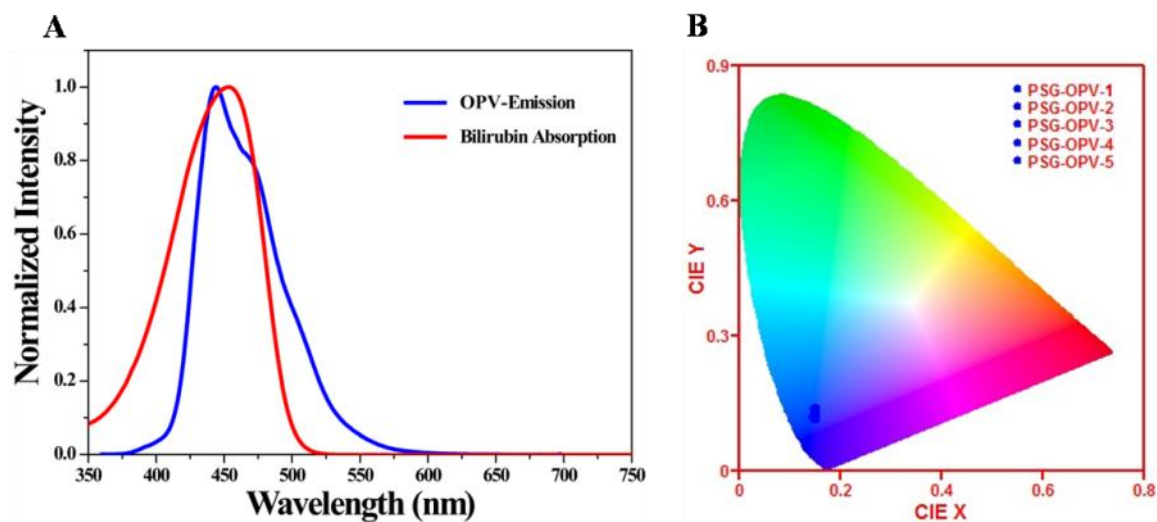 A
Normalized Intensity
1.0
0.8
0.6
0.4
0.2
0.0
OPV-Emission
Bilirubin Absorption
350 400 450 500 550 600 650 700 750
Wavelength (nm)
B
CIE Y
0.9
0.6
0.3
0
PSG-OPV-1
PSG-OPV-2
PSG-OPV-3
PSG-OPV-4
PSG-OPV-5
0 0.2 0.4 0.6 0.8
CIE X